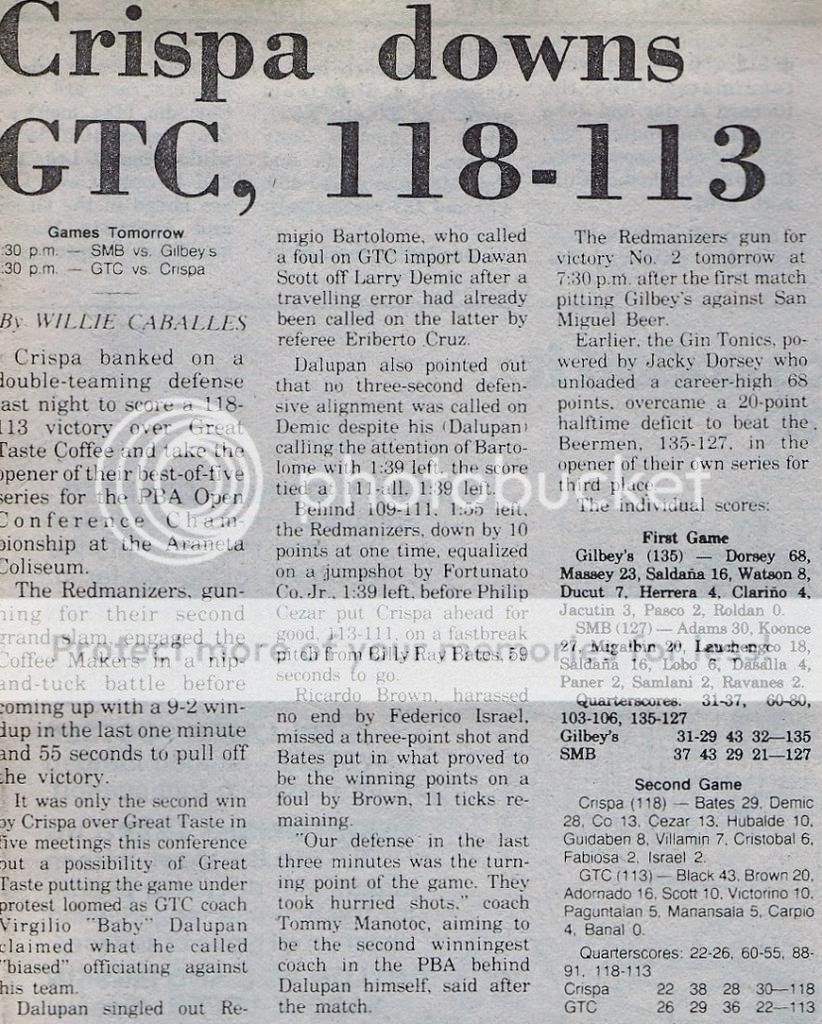 Crispa downs
GTC, 118-113
Games Tomorrow
:30 p.m. — SMB vs. Gilbey's
:30 p.m. — GTC vs. Crispa
By WILLIE CABALLES
Crispa banked on a
double-teaming defense
last night to score a 118-
113 victory over Great
Taste Coffee and take the
opener of their best-of-five
series for the PBA Open
Conference Cham-
pionship at the Araneta
Coliseum.
The Redmanizers, gun-
ning for their second
grand slam, engaged the
Coffee Makers in a nip-
and-tuck battle before
coming up with a 9-2 win-
dup in the last one minute
and 55 seconds to pull off
the victory.
It was only the second win
by Crispa over Great Taste in
five meetings this conference
but a possibility of Great
Taste putting the game under
protest loomed as GTC coach
Virgilio "Baby" Dalupan
claimed what he called
"biased" officiating against
his team.
Dalupan singled out Re-
migio Bartolome, who called
a foul on GTC import Dawan
Scott off Larry Demic after a
travelling error had already
been called on the latter by
referee Eriberto Cruz.
Dalupan also pointed out
that no three-second defen-
sive alignment was called on
Demic despite his (Dalupan)
calling the attention of Barto-
lome with 1:39 left, the score
tied at 111-all, 1:39 left.
Behind 109-111, 1:55 left,
the Redmanizers, down by 10
points at one time, equalized
on a jumpshot by Fortunato
Co, Jr., 1:39 left, before Philip
Cezar put Crispa ahead for
good, 113-111, on a fastbreak
pitch from Billy Ray Bates, 59
seconds to go.
Ricardo Brown, harassed
no end by Federico Israel,
missed a three-point shot and
Bates put in what proved to
be the winning points on a
foul by Brown, 11 ticks re-
maining.
"Our defense in the last
three minutes was the turn-
ing point of the game. They
took hurried shots," coach
Tommy Manotoc, aiming to
be the second winningest
coach in the PBA behind
Dalupan himself, said after
the match.
The Redmanizers gun for
victory No. 2 tomorrow at
7:30 p.m. after the first match
pitting Gilbey's against San
Miguel Beer.
Earlier, the Gin Tonics, po-
wered by Jacky Dorsey who
unloaded a career-high 68
points, overcame a 20-point
halftime deficit to beat the
Beermen, 135-127, in the
opener of their own series for
third place.
The individual scores:
First Game
Gilbey's (135) — Dorsey 68,
Massey 23, Saldaña 16, Watson 8,
Ducut 7, Herrera 4, Clariño 4,
Jacutin 3, Pasco 2, Roldan 0.
SMB (127) — Adams 30, Koonce
27, Migalbin 20, Lauchengco 18,
Saldaña 16, Lobo 6, Dasalla 4,
Paner 2, Samlani 2, Ravanes 2.
Quarterscores: 31-37, 60-80,
103-106, 135-127
Gilbey's 31-29 43 32—135
SMB 37 43 29 21—127
Second Game
Crispa (118) — Bates 29, Demic
28, Co 13, Cezar 13, Hubalde 10,
Guidaben 8, Villamin 7, Cristobal 6,
Fabiosa 2, Israel 2.
GTC (113) — Black 43, Brown 20,
Adornado 16, Scott 10, Victorino 10,
Paguntalan 5, Manansala 5, Carpio
4, Banal 0.
Quarterscores: 22-26, 60-55, 88-
91, 118-113
Crispa 22 38 28 30—118
GTC 26 29 36 22—113
photobucket
Protect more of your memories for less!